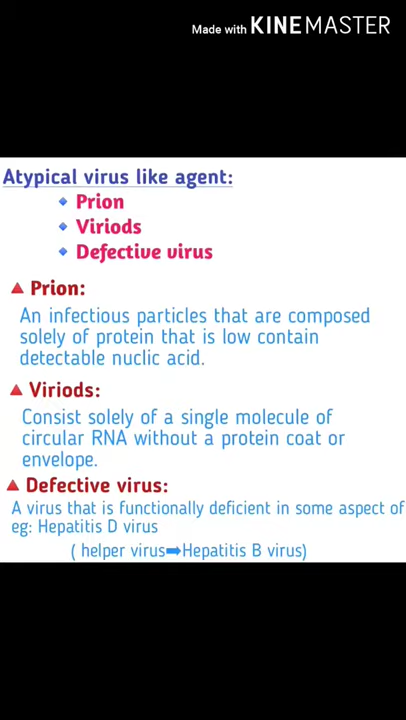 Made with KINEMASTER
Atypical virus like agent:
Prion
Viriods
Defective virus
Prion:
An infectious particles that are composed
solely of protein that is low contain
detectable nuclic acid.
Viriods:
Consist solely of a single molecule of
circular RNA without a protein coat or
envelope.
Defective virus:
A virus that is functionally deficient in some aspect of
eg: Hepatitis D virus
( helper virus➡Hepatitis B virus)